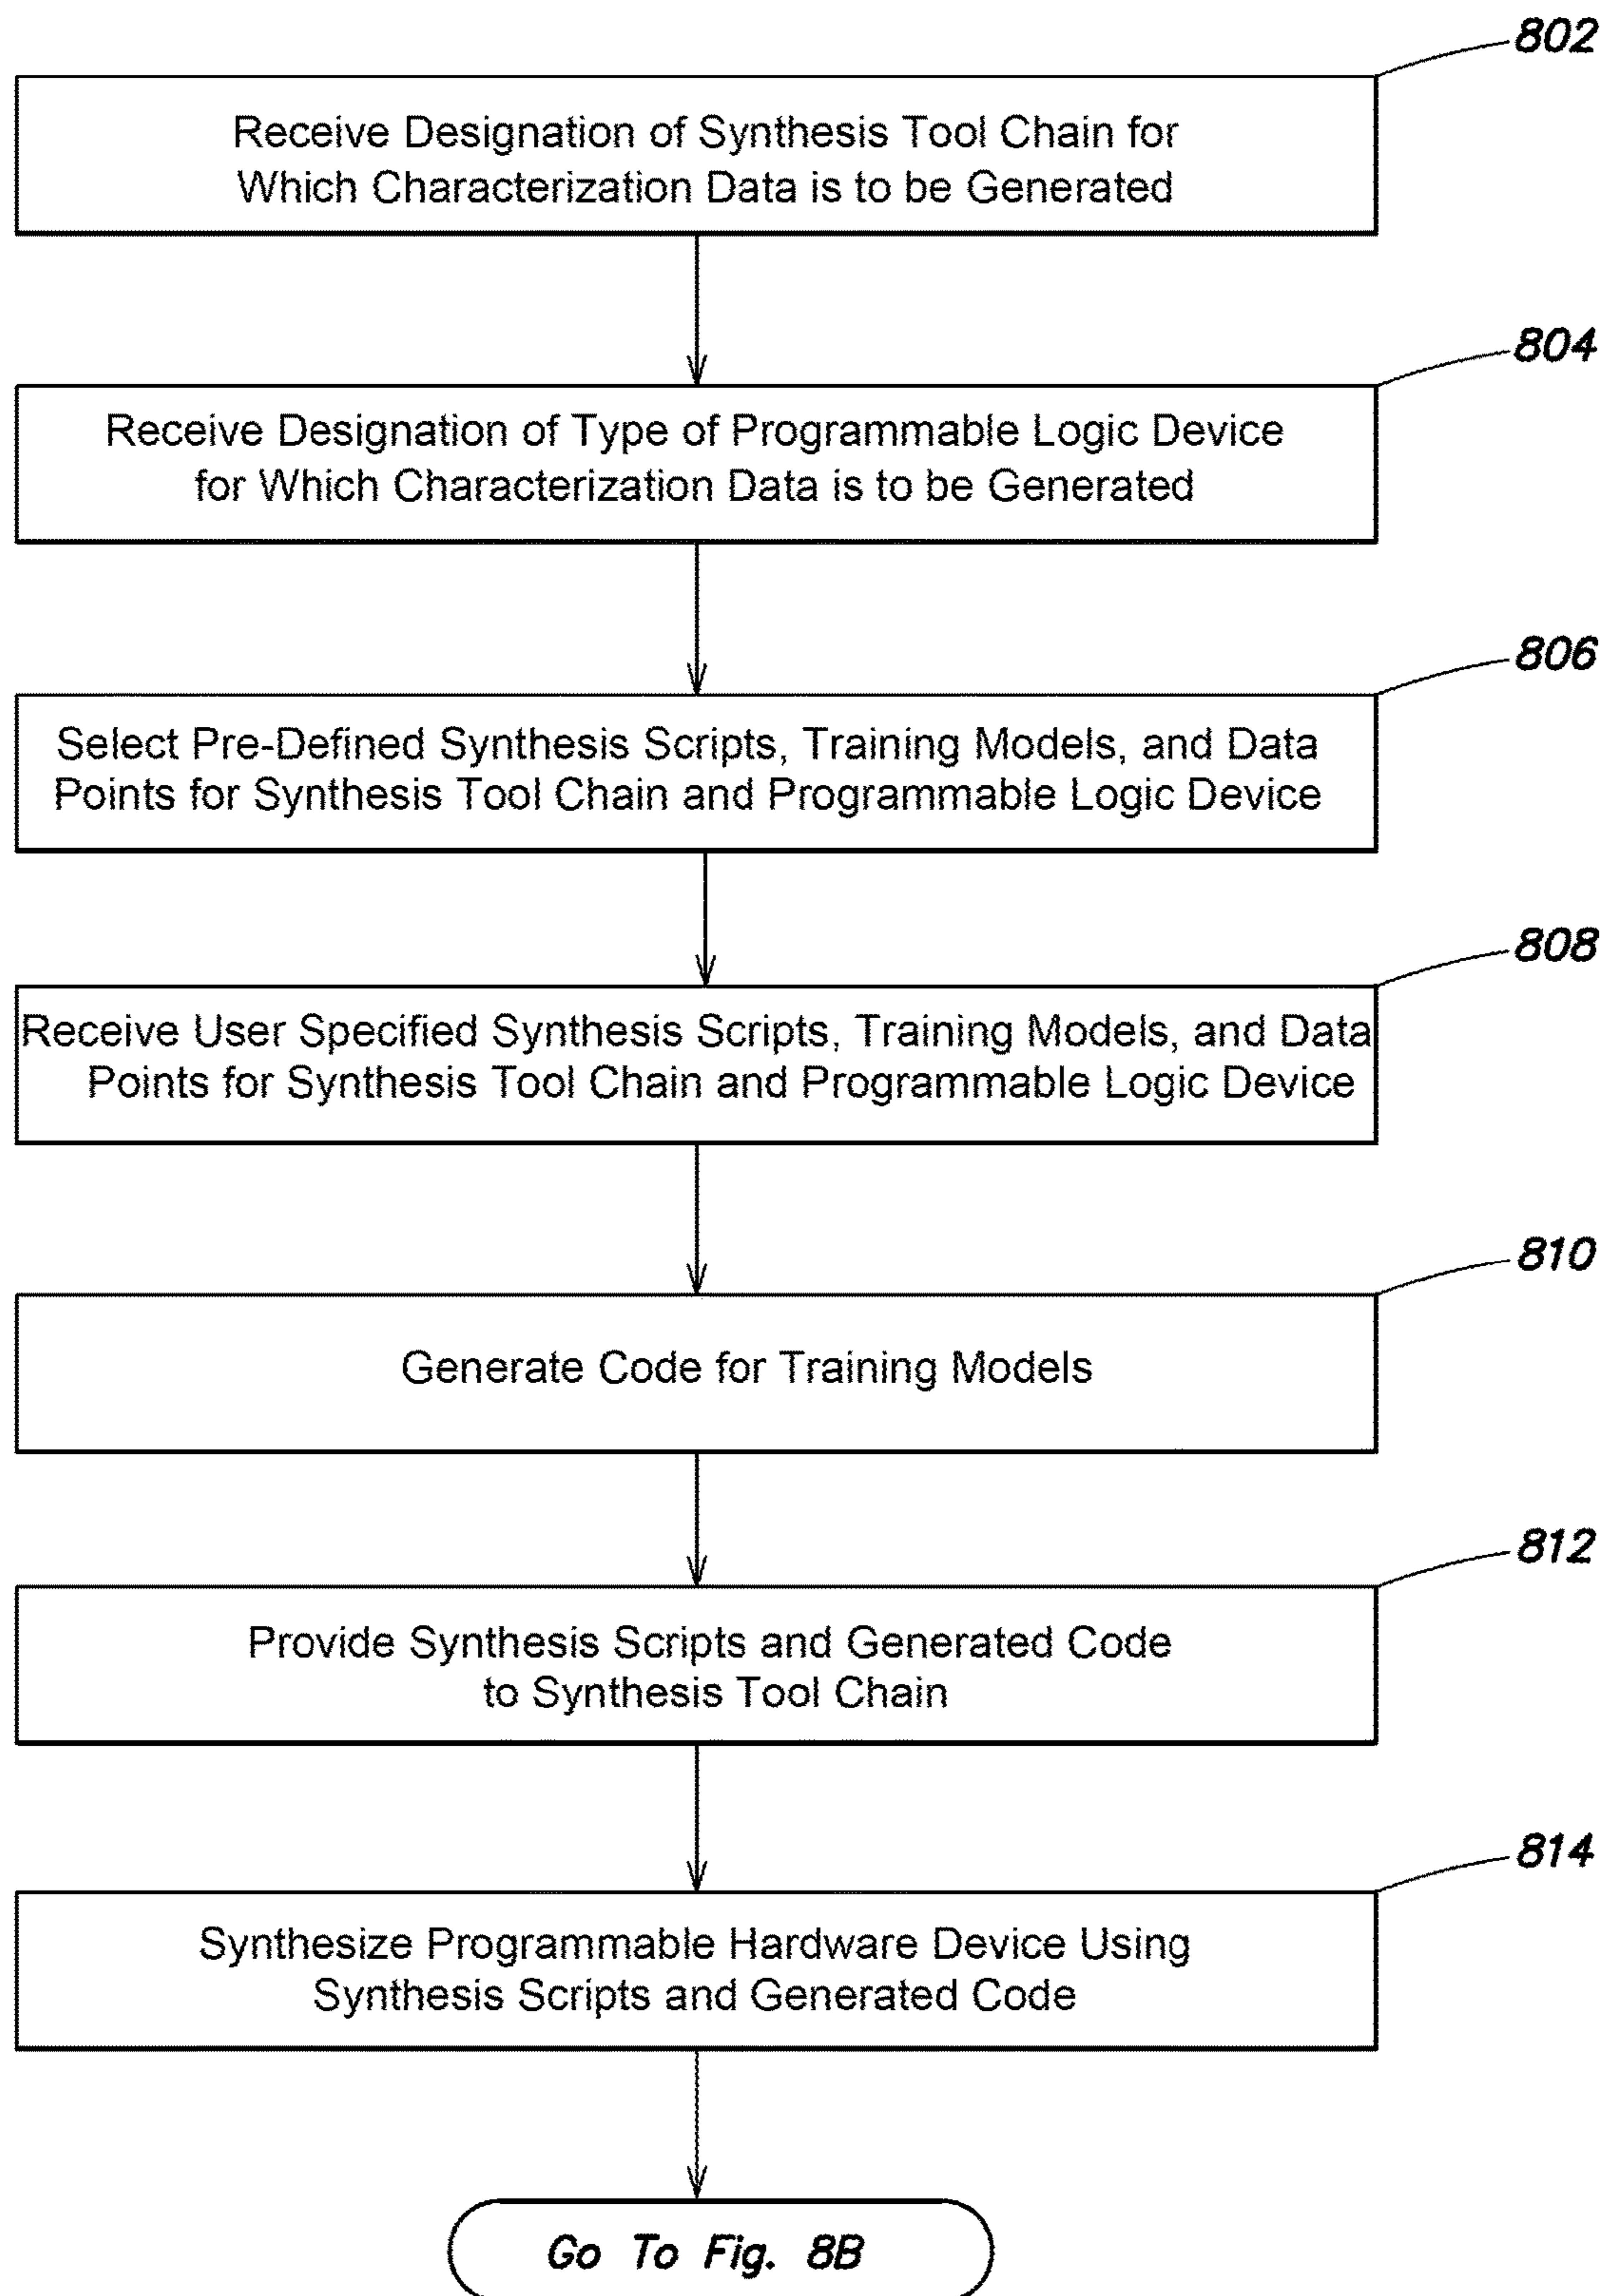 802
Receive Designation of Synthesis Tool Chain for
Which Characterization Data is to be Generated
804
Receive Designation of Type of Programmable Logic Device
for Which Characterization Data is to be Generated
806
Select Pre-Defined Synthesis Scripts, Training Models, and Data
Points for Synthesis Tool Chain and Programmable Logic Device
808
Receive User Specified Synthesis Scripts, Training Models, and Data
Points for Synthesis Tool Chain and Programmable Logic Device
810
Generate Code for Training Models
812
Provide Synthesis Scripts and Generated Code
to Synthesis Tool Chain
814
Synthesize Programmable Hardware Device Using
Synthesis Scripts and Generated Code
Go To Fig. 8B